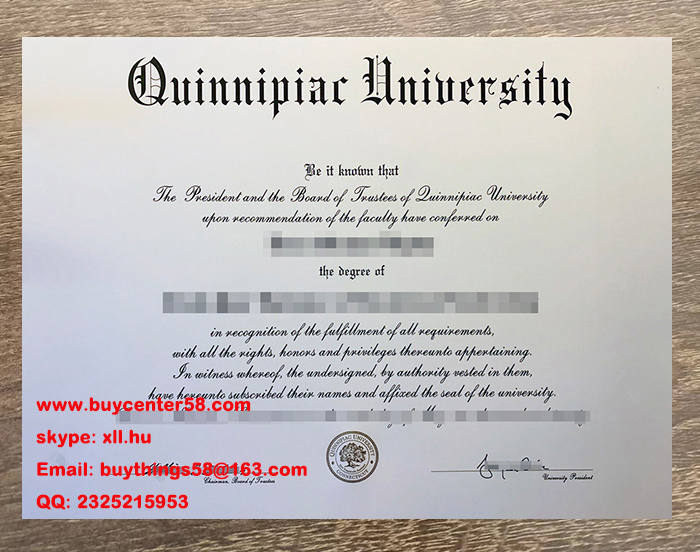 Quinnipiac University
Be it known that
The President and the Board of Trustees of Quinnipiac University
upon recommendation of the faculty have conferred on
the degree of
in recognition of the fulfillment of all requirements,
with all the rights, honors and privileges thereunto appertaining.
In witness whereof, the undersigned, by authority vested in them,
have hereunto subscribed their names and affixed the seal of the university.
www.buycenter58.com
skype: xll.hu
Email: buythings58@163.com
QQ: 2325215953
Chairman, Board of Trustees
QUINNIPIAC UNIVERSITY
CONNECTICUT
University President